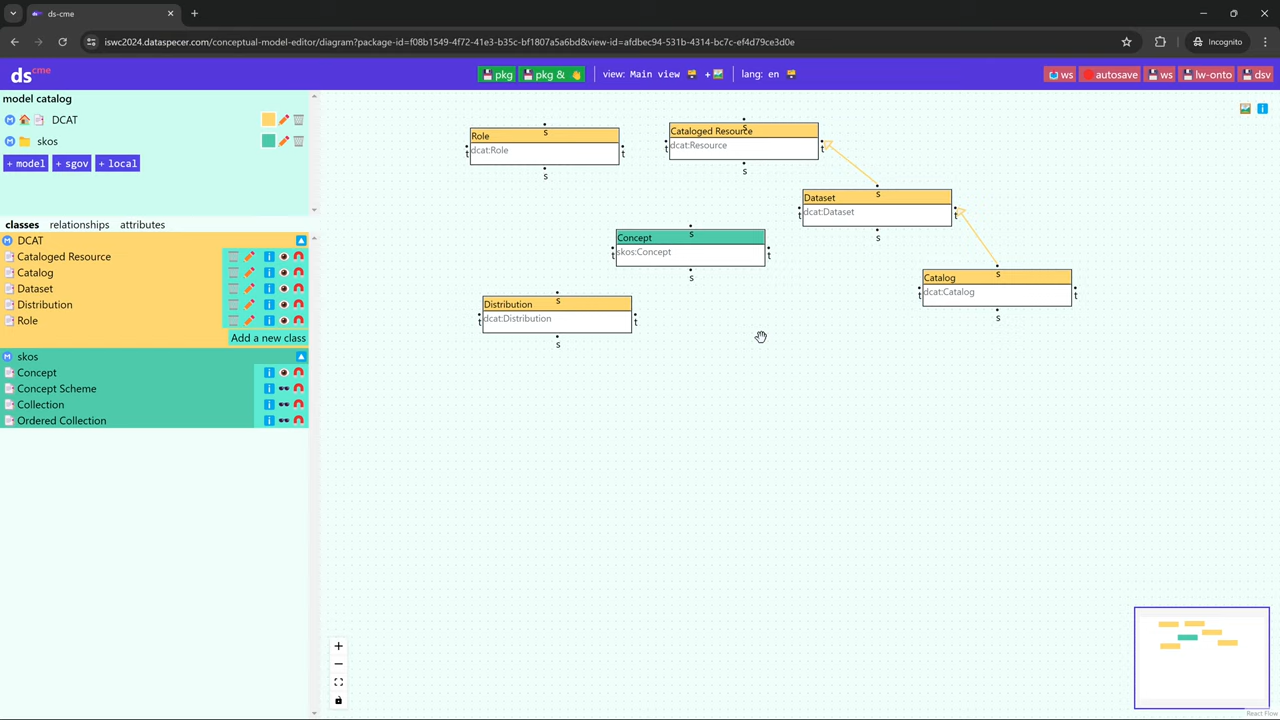 ds-cme
iswc2024.dataspecer.com/conceptual-model-editor/diagram?package-id=f08b1549-4f72-41e3-b35c-bf1807a5a6bd&view-id=afdbec94-531b-4314-bc7c-ef4d79ce3d0e
Incognito
ds cme
pkg
pkg &
view: Main view
+
lang: en
ws
autosave
ws
lw-onto
dsv
model catalog
M DCAT
M skos
+ model
+ sgov
+ local
classes relationships attributes
M DCAT
Cataloged Resource
Catalog
Dataset
Distribution
Role
Add a new class
M skos
Concept
Concept Scheme
Collection
Ordered Collection
s
Role
dcat:Role
t t
s
s
Cataloged Resource
dcat:Resource
t t
s
s
Dataset
dcat:Dataset
t t
s
s
Concept
skos:Concept
t t
s
s
Catalog
dcat:Catalog
t t
s
s
Distribution
dcat:Distribution
t t
s
React Flow